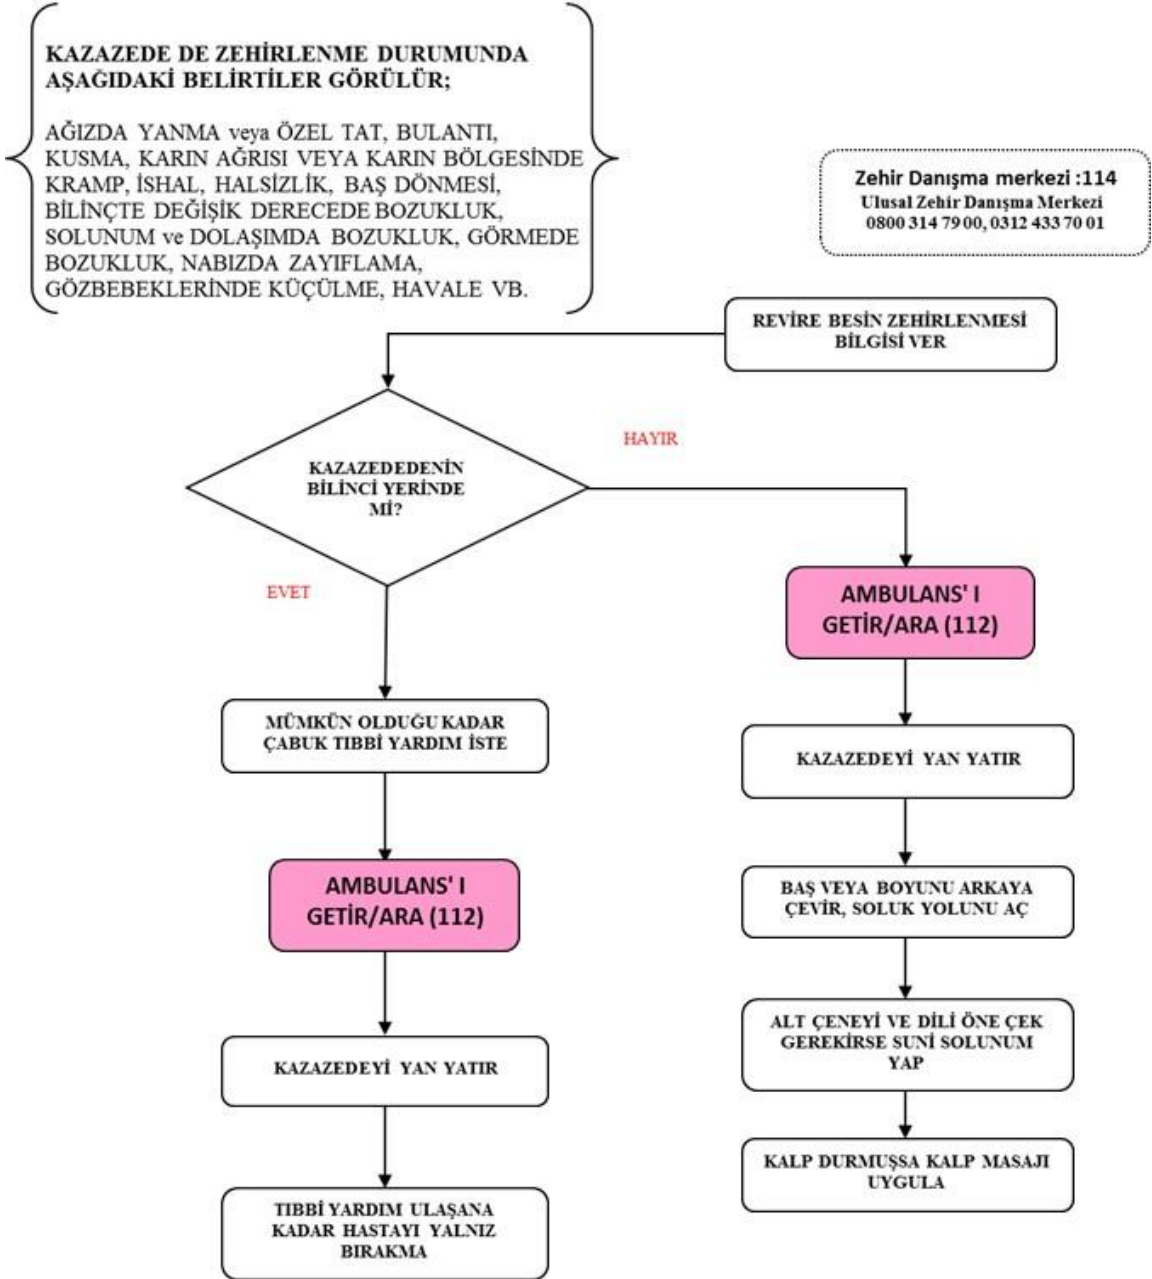 KAZAZEDE DE ZEHİRLENME DURUMUNDA
AŞAĞIDAKİ BELİRTİLER GÖRÜLÜR;
AĞIZDA YANMA veya ÖZEL TAT, BULANTI,
KUSMA, KARIN AĞRISI VEYA KARIN BÖLGESİNDE
KRAMP, İSHAL, HALSİZLİK, BAŞ DÖNMESİ,
BİLİNÇTE DEĞİŞİK DERECEDE BOZUKLUK,
SOLUNUM ve DOLAŞIMDA BOZUKLUK, GÖRMEDE
BOZUKLUK, NABIZDA ZAYIFLAMA,
GÖZBEBEKLERİNDE KÜÇÜLME, HAVALE VB.
Zehir Danışma merkezi :114
Ulusal Zehir Danışma Merkezi
0800 314 79 00, 0312 433 70 01
REVİRE BESİN ZEHİRLENMESİ
BİLGİSİ VER
KAZAZEDEDENİN
BİLİNCİ YERİNDE
Mİ?
HAYIR
EVET
AMBULANS' I
GETİR/ARA (112)
KAZAZEDEYİ YAN YATIR
BAŞ VEYA BOYUNU ARKAYA
ÇEVİR, SOLUK YOLUNU AÇ
ALT ÇENEYİ VE DİLİ ÖNE ÇEK
GEREKİRSE SUNİ SOLUNUM
YAP
KALP DURMUŞSA KALP MASAJI
UYGULA
MÜMKÜN OLDUĞU KADAR
ÇABUK TIBBİ YARDIM İSTE
AMBULANS' I
GETİR/ARA (112)
KAZAZEDEYİ YAN YATIR
TIBBİ YARDIM ULAŞANA
KADAR HASTAYI YALNIZ
BIRAKMA